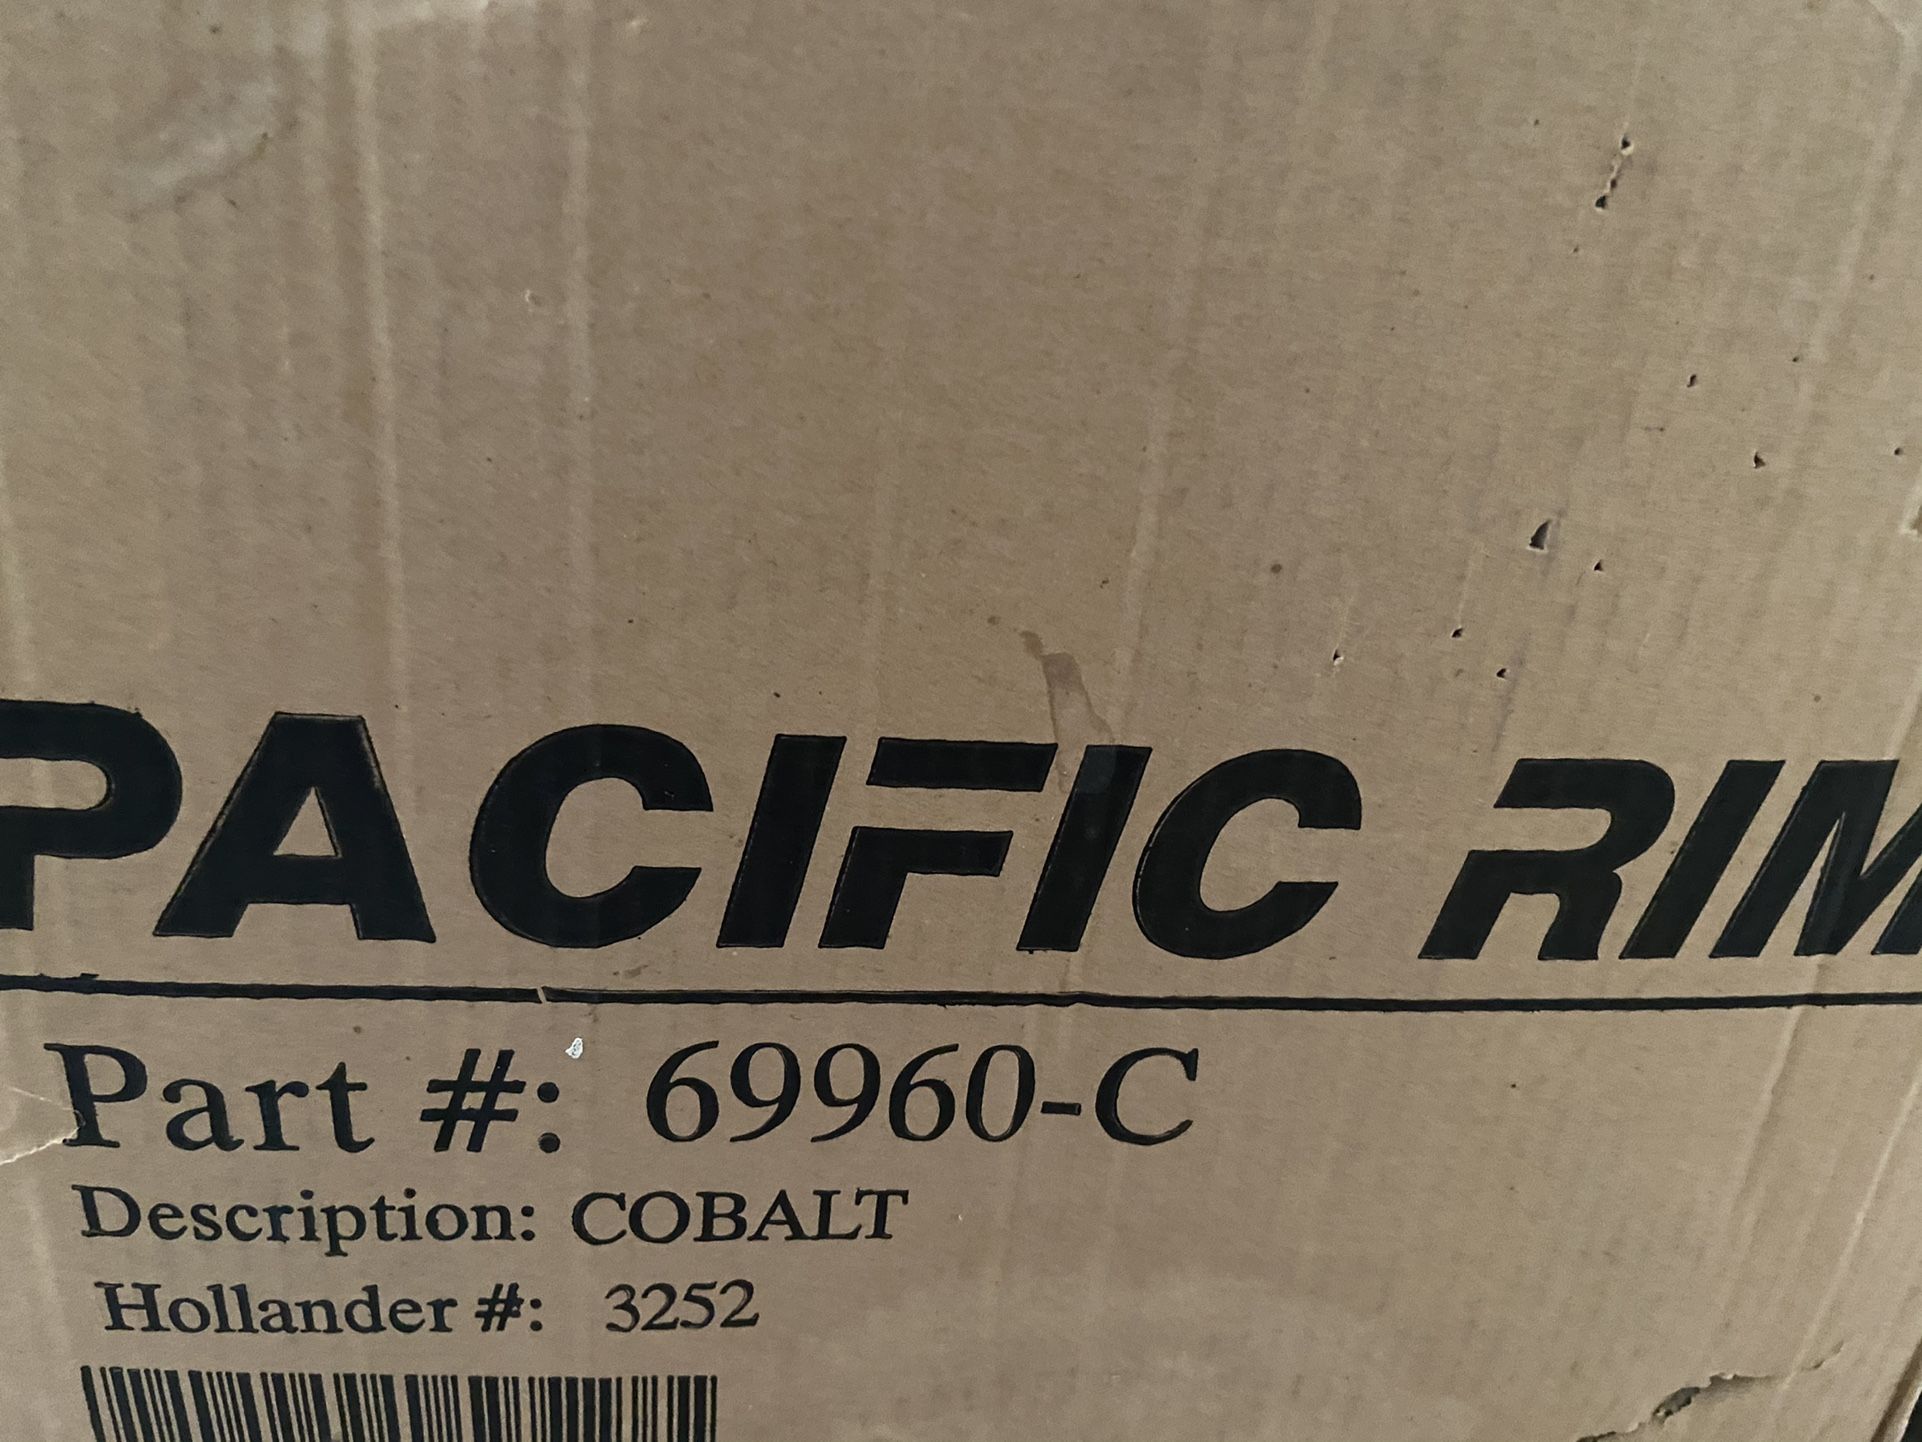 PACIFIC RIM
Part #: 69960-C
Description: COBALT
Hollander #: 3252